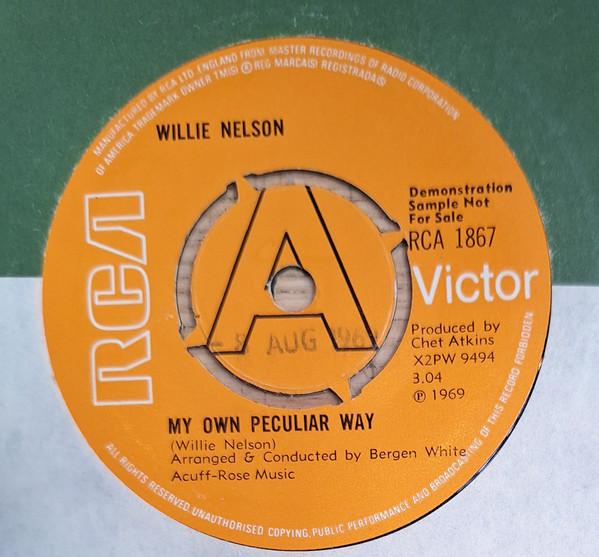 MANUFACTURED BY RCA LTD. ENGLAND FROM MASTER RECORDINGS OF RADIO CORPORATION
OF AMERICA TRADEMARK OWNER TM(S) ® REG MARCA(S) REGISTRADA(S)
WILLIE NELSON
RCA
A
Demonstration
Sample Not
For Sale
RCA 1867
Victor
- 8 AUG 196
Produced by
Chet Atkins
X2PW 9494
3.04
℗ 1969
MY OWN PECULIAR WAY
(Willie Nelson)
Arranged & Conducted by Bergen White
Acuff-Rose Music
ALL RIGHTS RESERVED. UNAUTHORISED COPYING, PUBLIC PERFORMANCE AND BROADCASTING OF THIS RECORD FORBIDDEN.